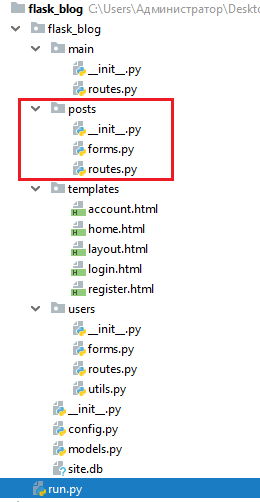 flask_blog C:\Users\Администратор\Deskto
flask_blog
main
__init__.py
routes.py
posts
__init__.py
forms.py
routes.py
templates
account.html
home.html
layout.html
login.html
register.html
users
__init__.py
forms.py
routes.py
utils.py
__init__.py
config.py
models.py
site.db
run.py